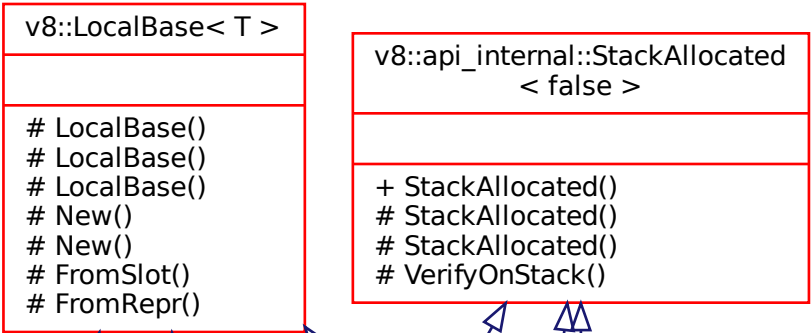 v8::LocalBase< T >
# LocalBase()
# LocalBase()
# LocalBase()
# New()
# New()
# FromSlot()
# FromRepr()
v8::api_internal::StackAllocated
< false >
+ StackAllocated()
# StackAllocated()
# StackAllocated()
# VerifyOnStack()